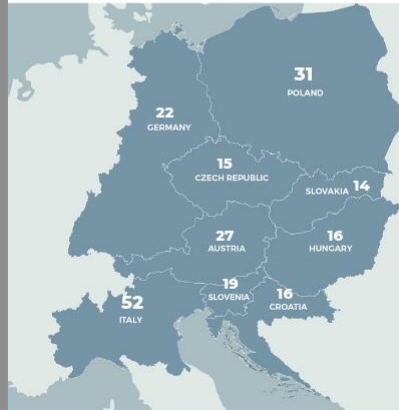 31
POLAND
22
GERMANY
15
CZECH REPUBLIC
SLOVAKIA 14
27
AUSTRIA
16
HUNGARY
19
SLOVENIA
16
CROATIA
52
ITALY